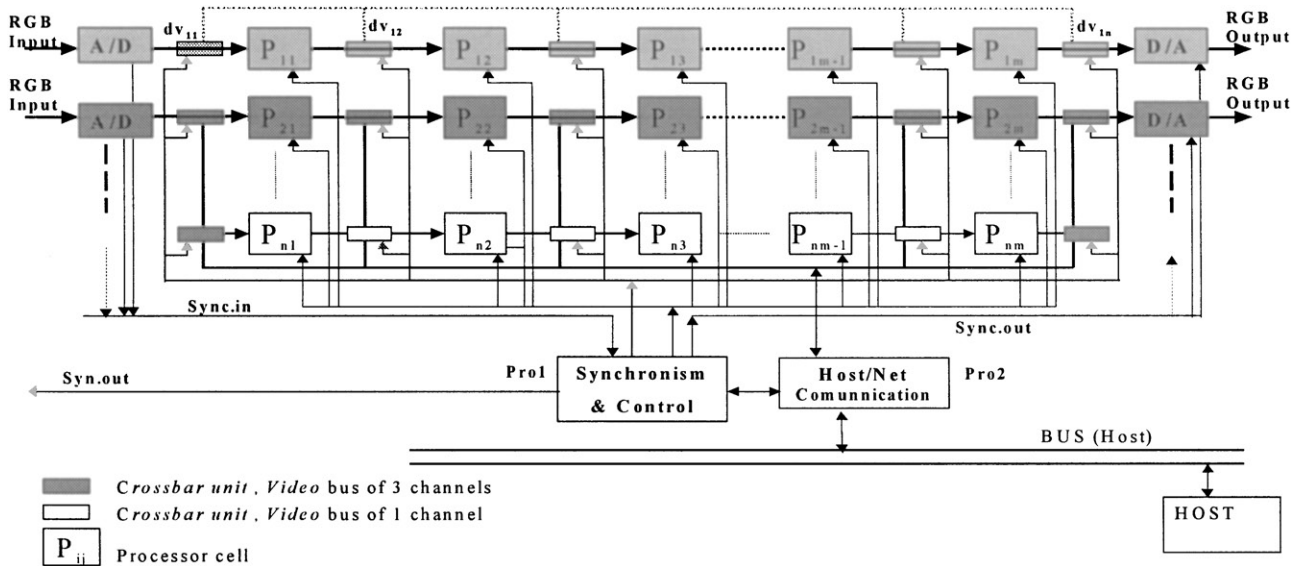 RGB Input
A/D
dv11
P11
dv12
P12
P13
P1m-1
P1m
dv1n
D/A
RGB Output
RGB Input
A/D
P21
P22
P23
P2m-1
P2m
D/A
RGB Output
Pn1
Pn2
Pn3
Pnm-1
Pnm
Sync.in
Sync.out
Syn.out
Pro1
Synchronism
& Control
Host/Net
Comunnication
Pro2
BUS (Host)
HOST
Crossbar unit , Video bus of 3 channels
Crossbar unit , Video bus of 1 channel
Pij
Processor cell